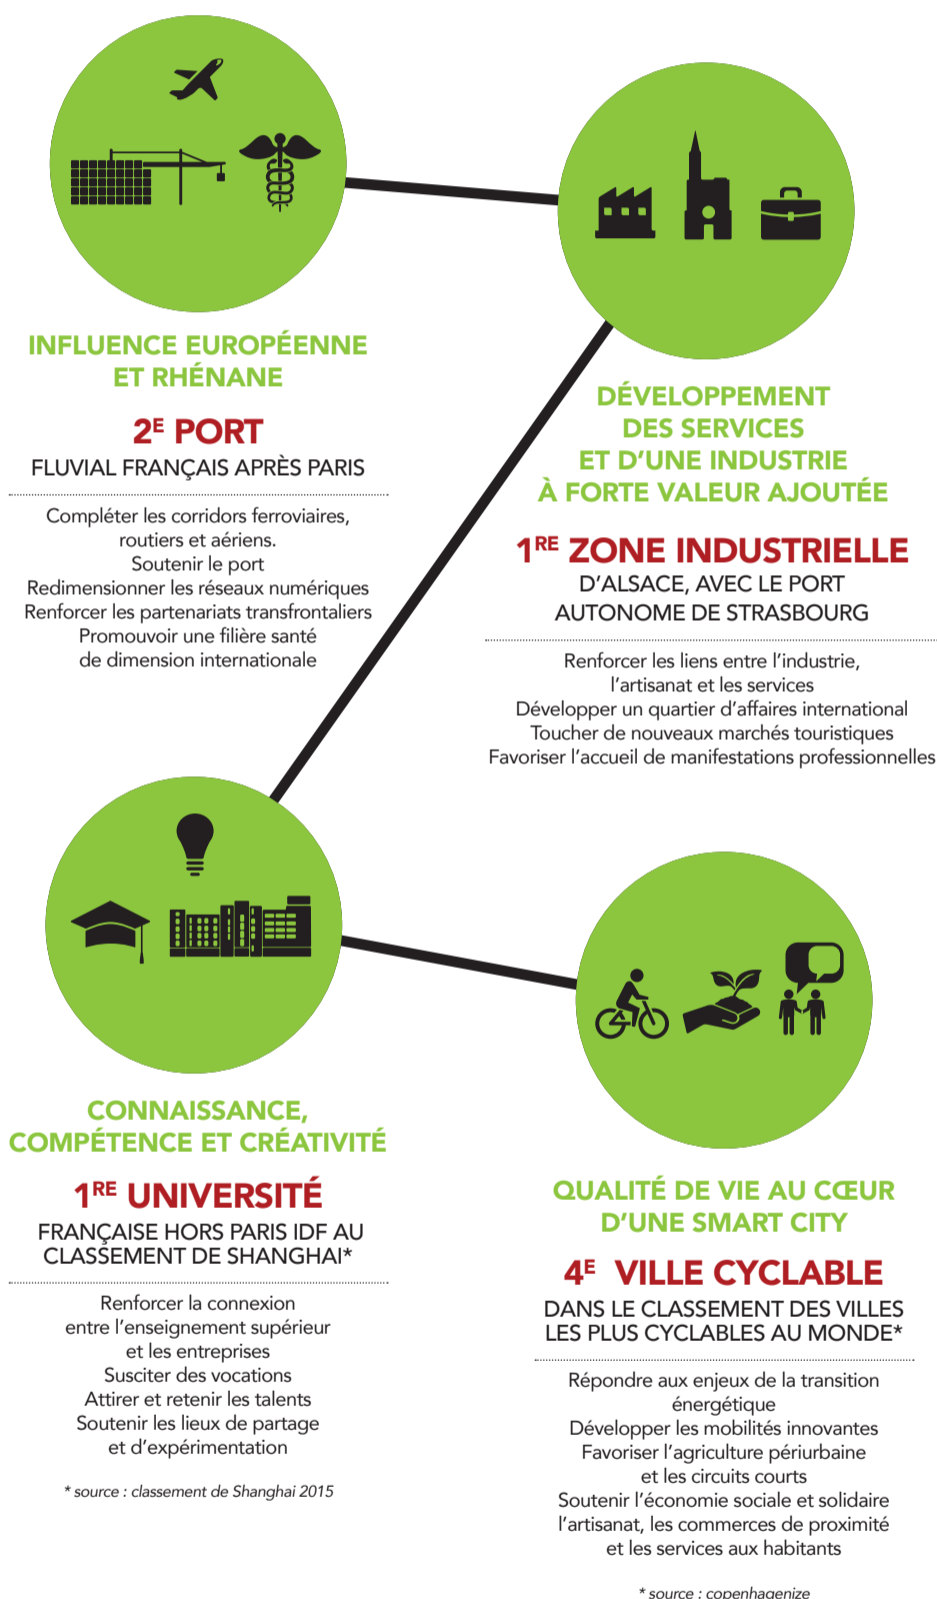 INFLUENCE EUROPÉENNE
ET RHÉNANE
2E PORT
FLUVIAL FRANÇAIS APRÈS PARIS
Compléter les corridors ferroviaires,
routiers et aériens.
Soutenir le port
Redimensionner les réseaux numériques
Renforcer les partenariats transfrontaliers
Promouvoir une filière santé
de dimension internationale
DÉVELOPPEMENT
DES SERVICES
ET D’UNE INDUSTRIE
À FORTE VALEUR AJOUTÉE
1RE ZONE INDUSTRIELLE
D’ALSACE, AVEC LE PORT
AUTONOME DE STRASBOURG
Renforcer les liens entre l’industrie,
l’artisanat et les services
Développer un quartier d’affaires international
Toucher de nouveaux marchés touristiques
Favoriser l’accueil de manifestations professionnelles
CONNAISSANCE,
COMPÉTENCE ET CRÉATIVITÉ
1RE UNIVERSITÉ
FRANÇAISE HORS PARIS IDF AU
CLASSEMENT DE SHANGHAI*
Renforcer la connexion
entre l’enseignement supérieur
et les entreprises
Susciter des vocations
Attirer et retenir les talents
Soutenir les lieux de partage
et d’expérimentation
* source : classement de Shanghai 2015
QUALITÉ DE VIE AU CŒUR
D’UNE SMART CITY
4E VILLE CYCLABLE
DANS LE CLASSEMENT DES VILLES
LES PLUS CYCLABLES AU MONDE*
Répondre aux enjeux de la transition
énergétique
Développer les mobilités innovantes
Favoriser l’agriculture périurbaine
et les circuits courts
Soutenir l’économie sociale et solidaire
l’artisanat, les commerces de proximité
et les services aux habitants
* source : copenhagenize